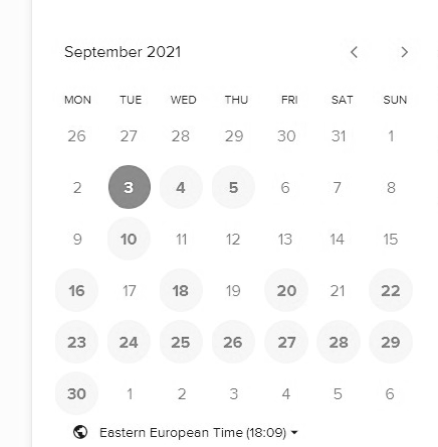 September 2021
MON TUE WED THU FRI SAT SUN
26 27 28 29 30 31 1
2 3 4 5 6 7 8
9 10 11 12 13 14 15
16 17 18 19 20 21 22
23 24 25 26 27 28 29
30 1 2 3 4 5 6
Eastern European Time (18:09)